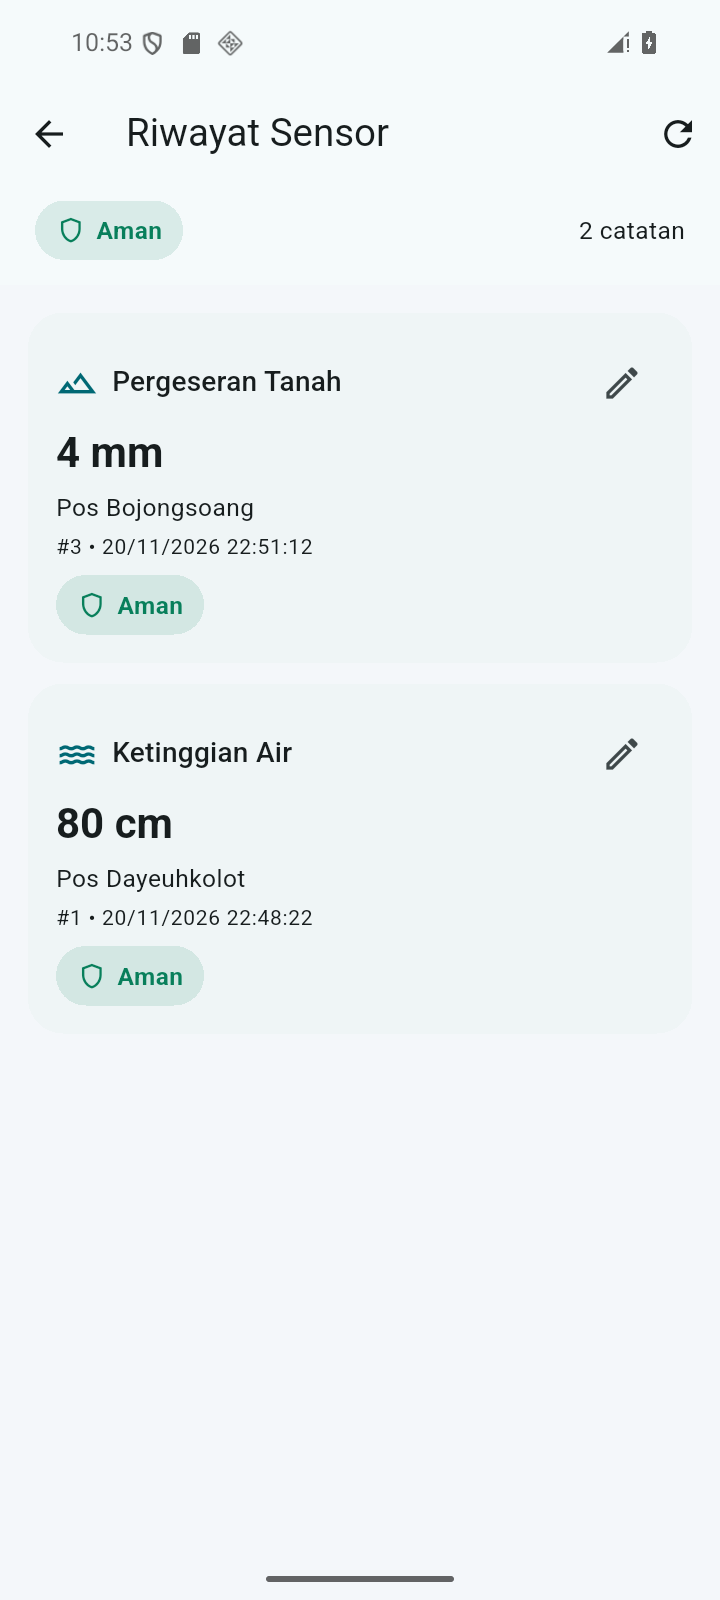 10:53
Riwayat Sensor
Aman
2 catatan
Pergeseran Tanah
4 mm
Pos Bojongsoang
#3 • 20/11/2026 22:51:12
Aman
Ketinggian Air
80 cm
Pos Dayeuhkolot
#1 • 20/11/2026 22:48:22
Aman